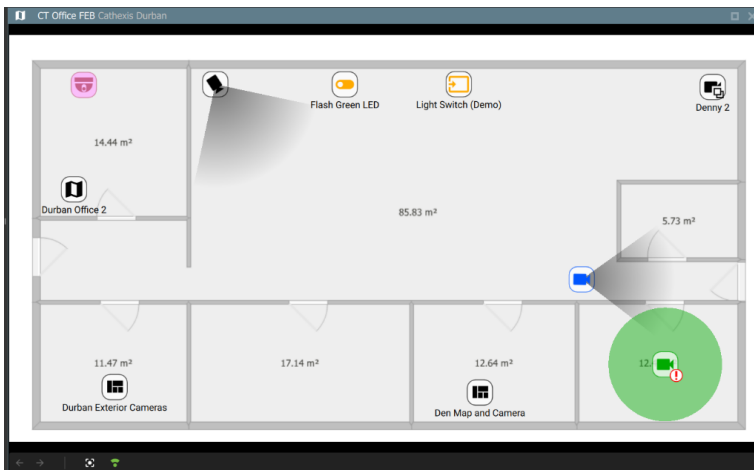 CT Office FEB Cathexis Durban
Flash Green LED
Light Switch (Demo)
Denny 2
14.44 m²
Durban Office 2
85.83 m²
5.73 m²
11.47 m²
17.14 m²
12.64 m²
Durban Exterior Cameras
Den Map and Camera